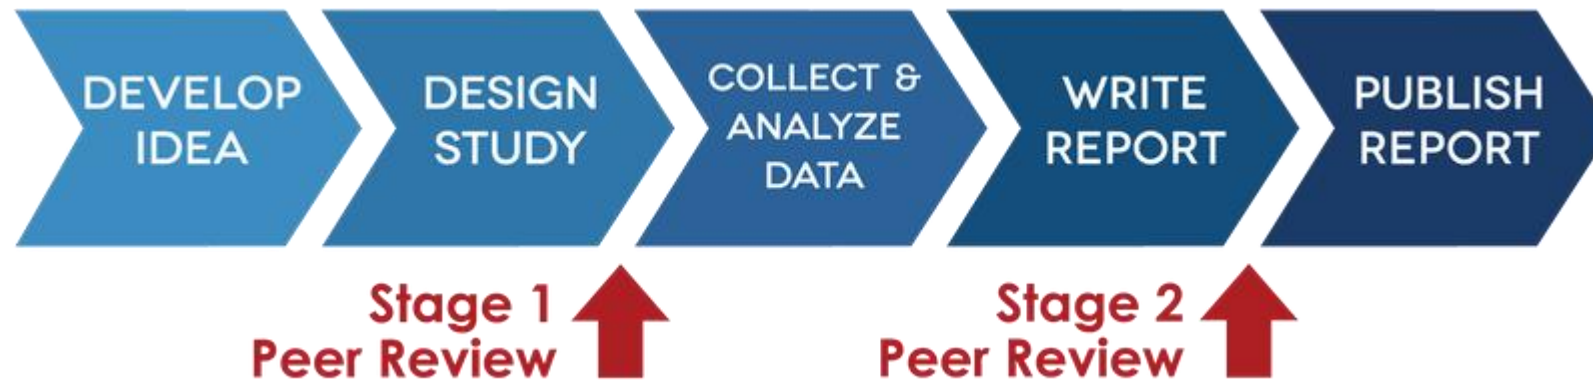 DEVELOP
IDEA
DESIGN
STUDY
COLLECT &
ANALYZE
DATA
WRITE
REPORT
PUBLISH
REPORT
Stage 1
Peer Review
Stage 2
Peer Review